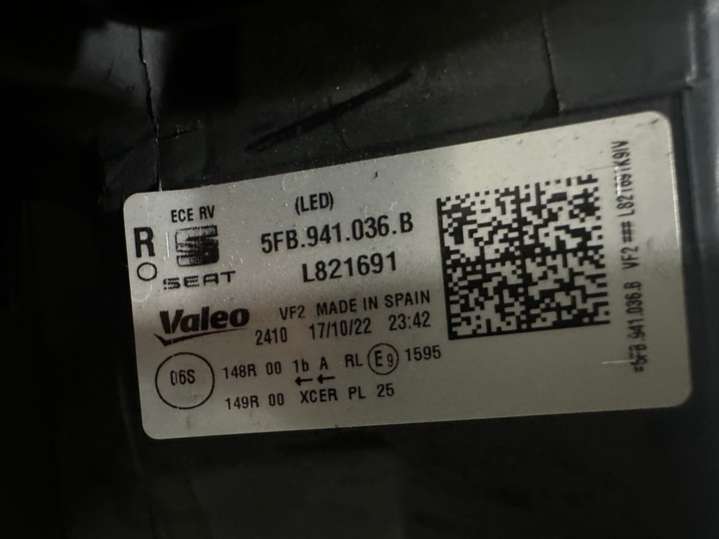 ECE RV
(LED)
R
SEAT
5FB.941.036.B
L821691
Valeo
VF2 MADE IN SPAIN
2410 17/10/22 23:42
06S
148R 00 1b A RL E9 1595
←←
149R 00 XCER PL 25
=5FB.941.036.B VF2 ### L821691K9IV